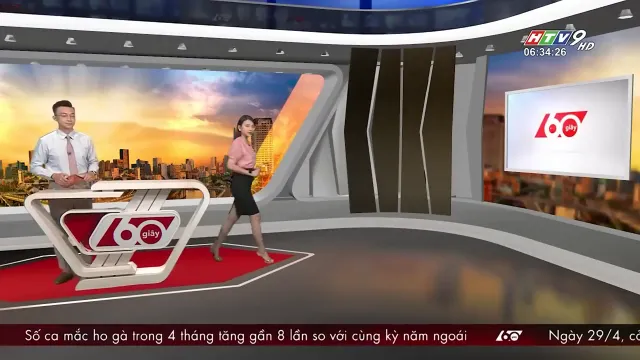 HTV9 HD
06:34:26
60 giây
60 giây
Số ca mắc ho gà trong 4 tháng tăng gần 8 lần so với cùng kỳ năm ngoái 60 Ngày 29/4, cả